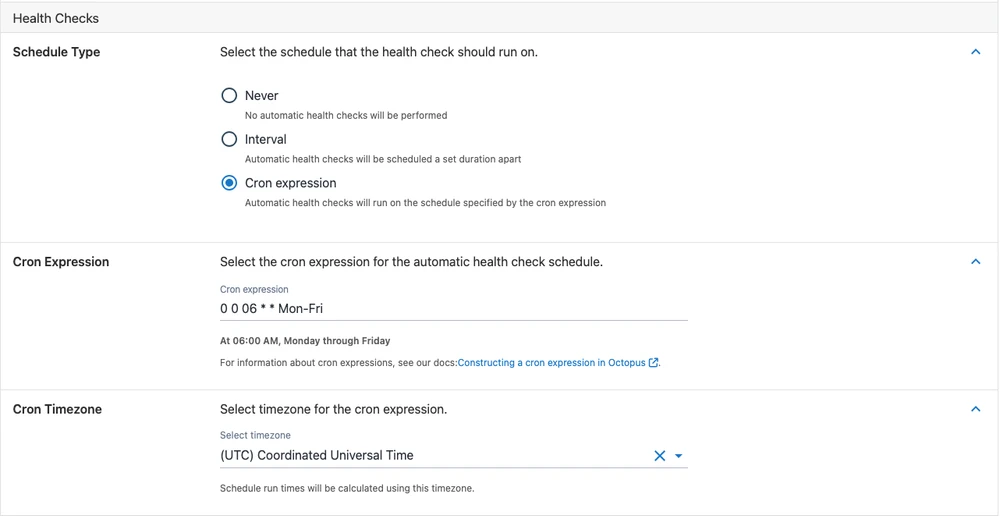 Health Checks
Schedule Type
Select the schedule that the health check should run on.
Never
No automatic health checks will be performed
Interval
Automatic health checks will be scheduled a set duration apart
Cron expression
Automatic health checks will run on the schedule specified by the cron expression
Cron Expression
Select the cron expression for the automatic health check schedule.
Cron expression
0 0 06 * * Mon-Fri
At 06:00 AM, Monday through Friday
For information about cron expressions, see our docs:Constructing a cron expression in Octopus.
Cron Timezone
Select timezone for the cron expression.
Select timezone
(UTC) Coordinated Universal Time
Schedule run times will be calculated using this timezone.